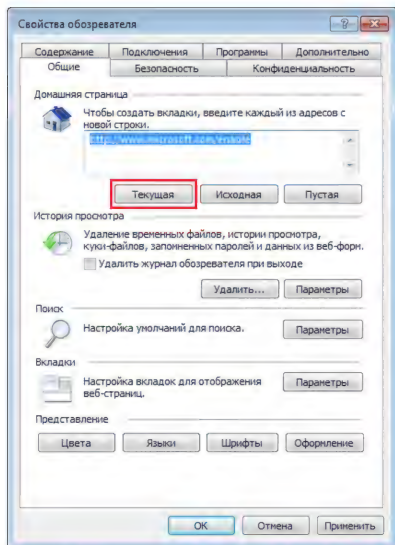 Свойства обозревателя
Содержание Подключения Программы Дополнительно
Общие Безопасность Конфиденциальность
Домашняя страница
Чтобы создать вкладки, введите каждый из адресов с
новой строки.
http://www.microsoft.com/enable
Текущая Исходная Пустая
История просмотра
Удаление временных файлов, истории просмотра,
куки-файлов, запомненных паролей и данных из веб-форм.
Удалить журнал обозревателя при выходе
Удалить... Параметры
Поиск
Настройка умолчаний для поиска. Параметры
Вкладки
Настройка вкладок для отображения
веб-страниц. Параметры
Представление
Цвета Языки Шрифты Оформление
ОК Отмена Применить